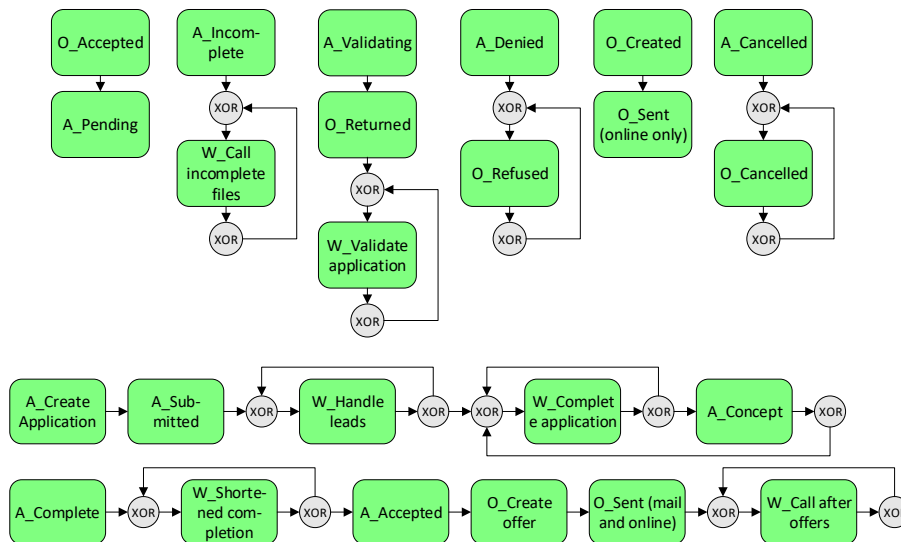 O_Accepted
A_Pending
A_Incom-
plete
XOR
W_Call
incomplete
files
XOR
A_Validating
O_Returned
XOR
W_Validate
application
XOR
A_Denied
XOR
O_Refused
XOR
O_Created
O_Sent
(online only)
A_Cancelled
XOR
O_Cancelled
XOR
A_Create
Application
A_Sub-
mitted
XOR
W_Handle
leads
XOR
XOR
W_Complet
e application
XOR
A_Concept
XOR
A_Complete
XOR
W_Shorte-
ned com-
pletion
XOR
A_Accepted
O_Create
offer
O_Sent (mail
and online)
XOR
W_Call after
offers
XOR